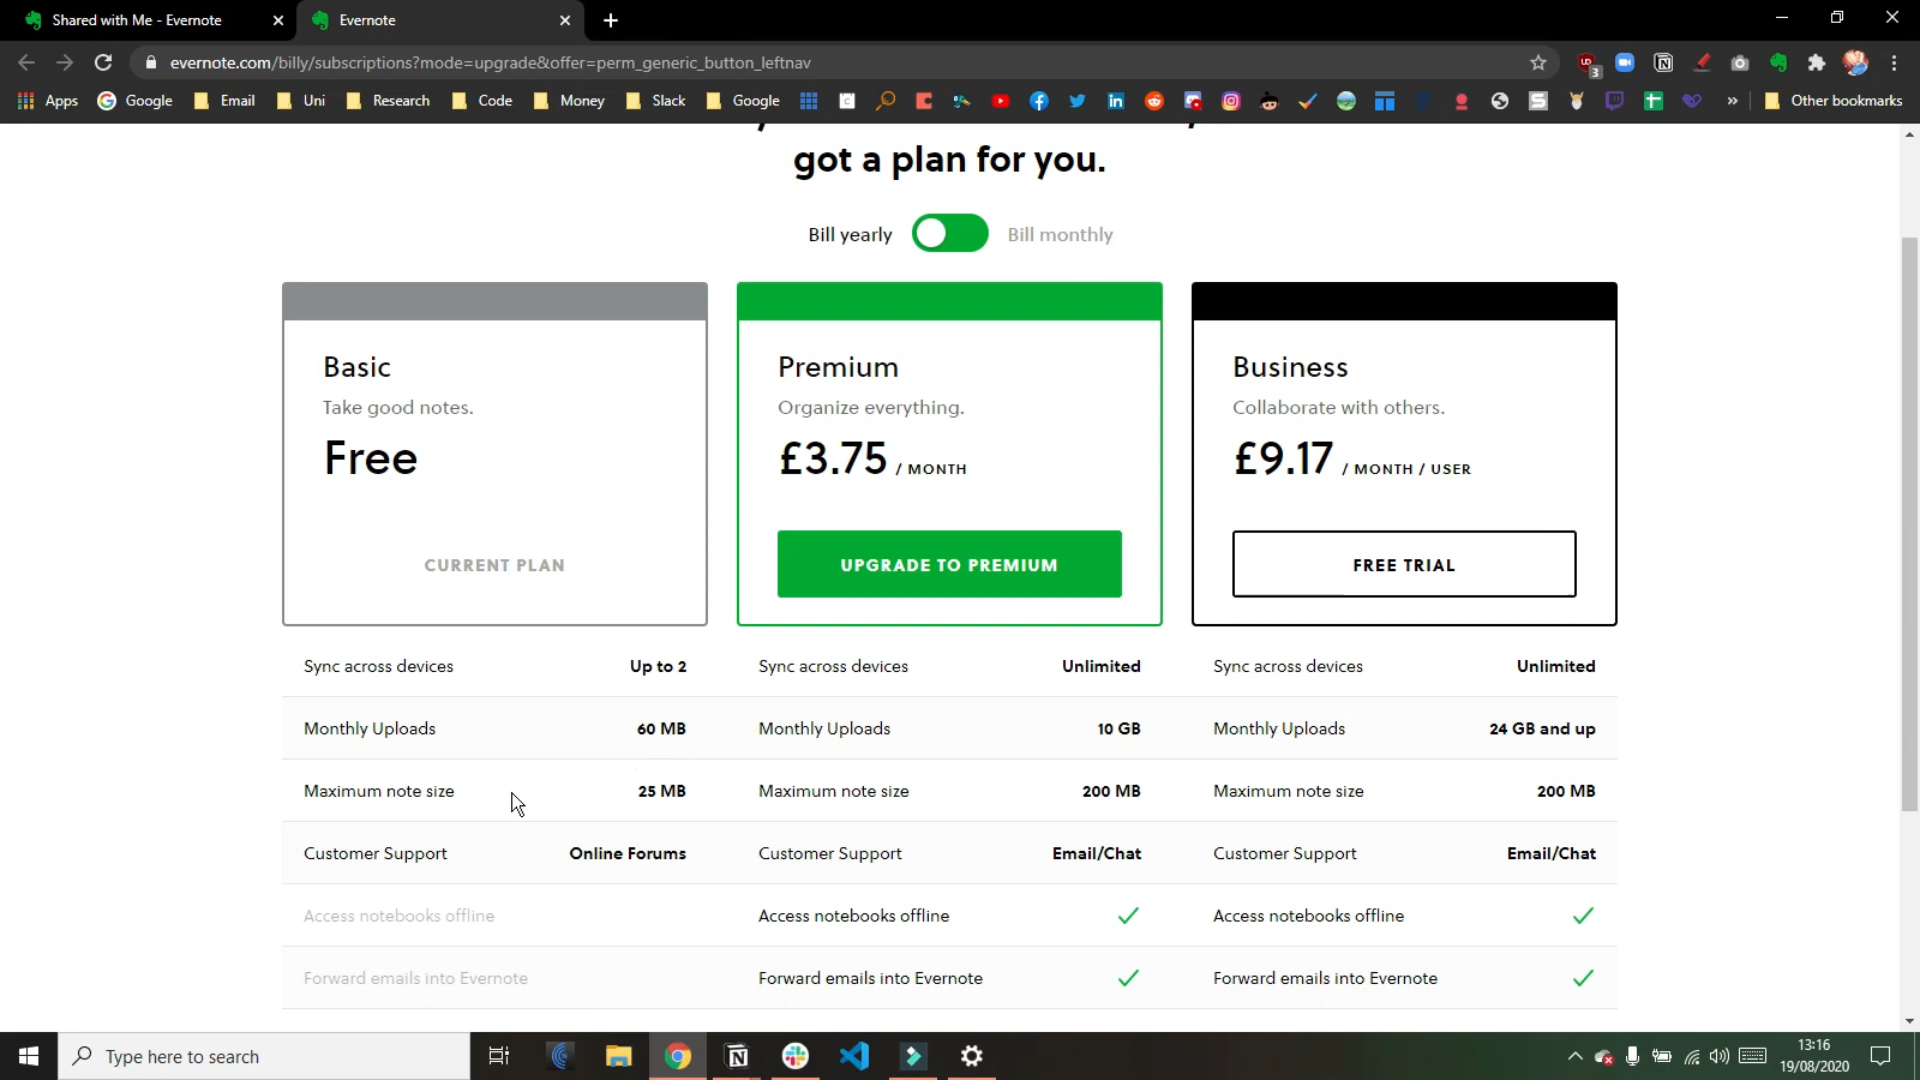 Shared with Me - Evernote
Evernote
evernote.com/billy/subscriptions?mode=upgrade&offer=perm_generic_button_leftnav
3
Apps Google Email Uni Research Code Money Slack Google » Other bookmarks
got a plan for you.
Bill yearly Bill monthly
Basic
Take good notes.
Free
CURRENT PLAN
Premium
Organize everything.
£3.75 / MONTH
UPGRADE TO PREMIUM
Business
Collaborate with others.
£9.17 / MONTH / USER
FREE TRIAL
Sync across devices Up to 2 Sync across devices Unlimited Sync across devices Unlimited
Monthly Uploads 60 MB Monthly Uploads 10 GB Monthly Uploads 24 GB and up
Maximum note size 25 MB Maximum note size 200 MB Maximum note size 200 MB
Customer Support Online Forums Customer Support Email/Chat Customer Support Email/Chat
Access notebooks offline Access notebooks offline Access notebooks offline
Forward emails into Evernote Forward emails into Evernote Forward emails into Evernote
Type here to search
13:16
19/08/2020